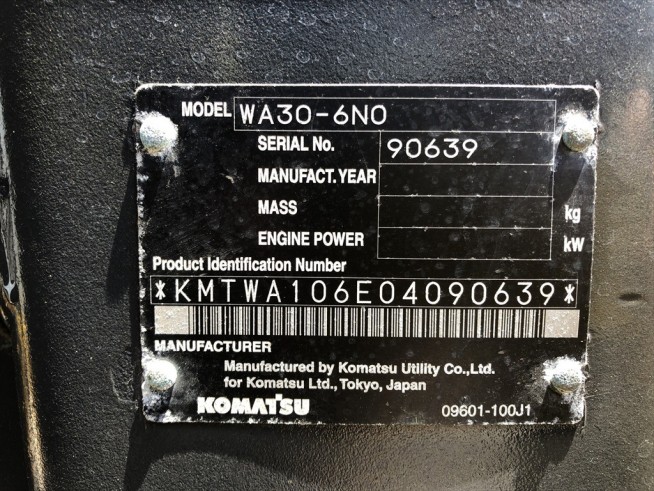 MODEL WA30-6NO
SERIAL No. 90639
MANUFACT. YEAR
MASS kg
ENGINE POWER kW
Product Identification Number
*KMTWA106E04090639*
MANUFACTURER
Manufactured by Komatsu Utility Co.,Ltd.
for Komatsu Ltd.,Tokyo, Japan
KOMATSU 09601-100J1